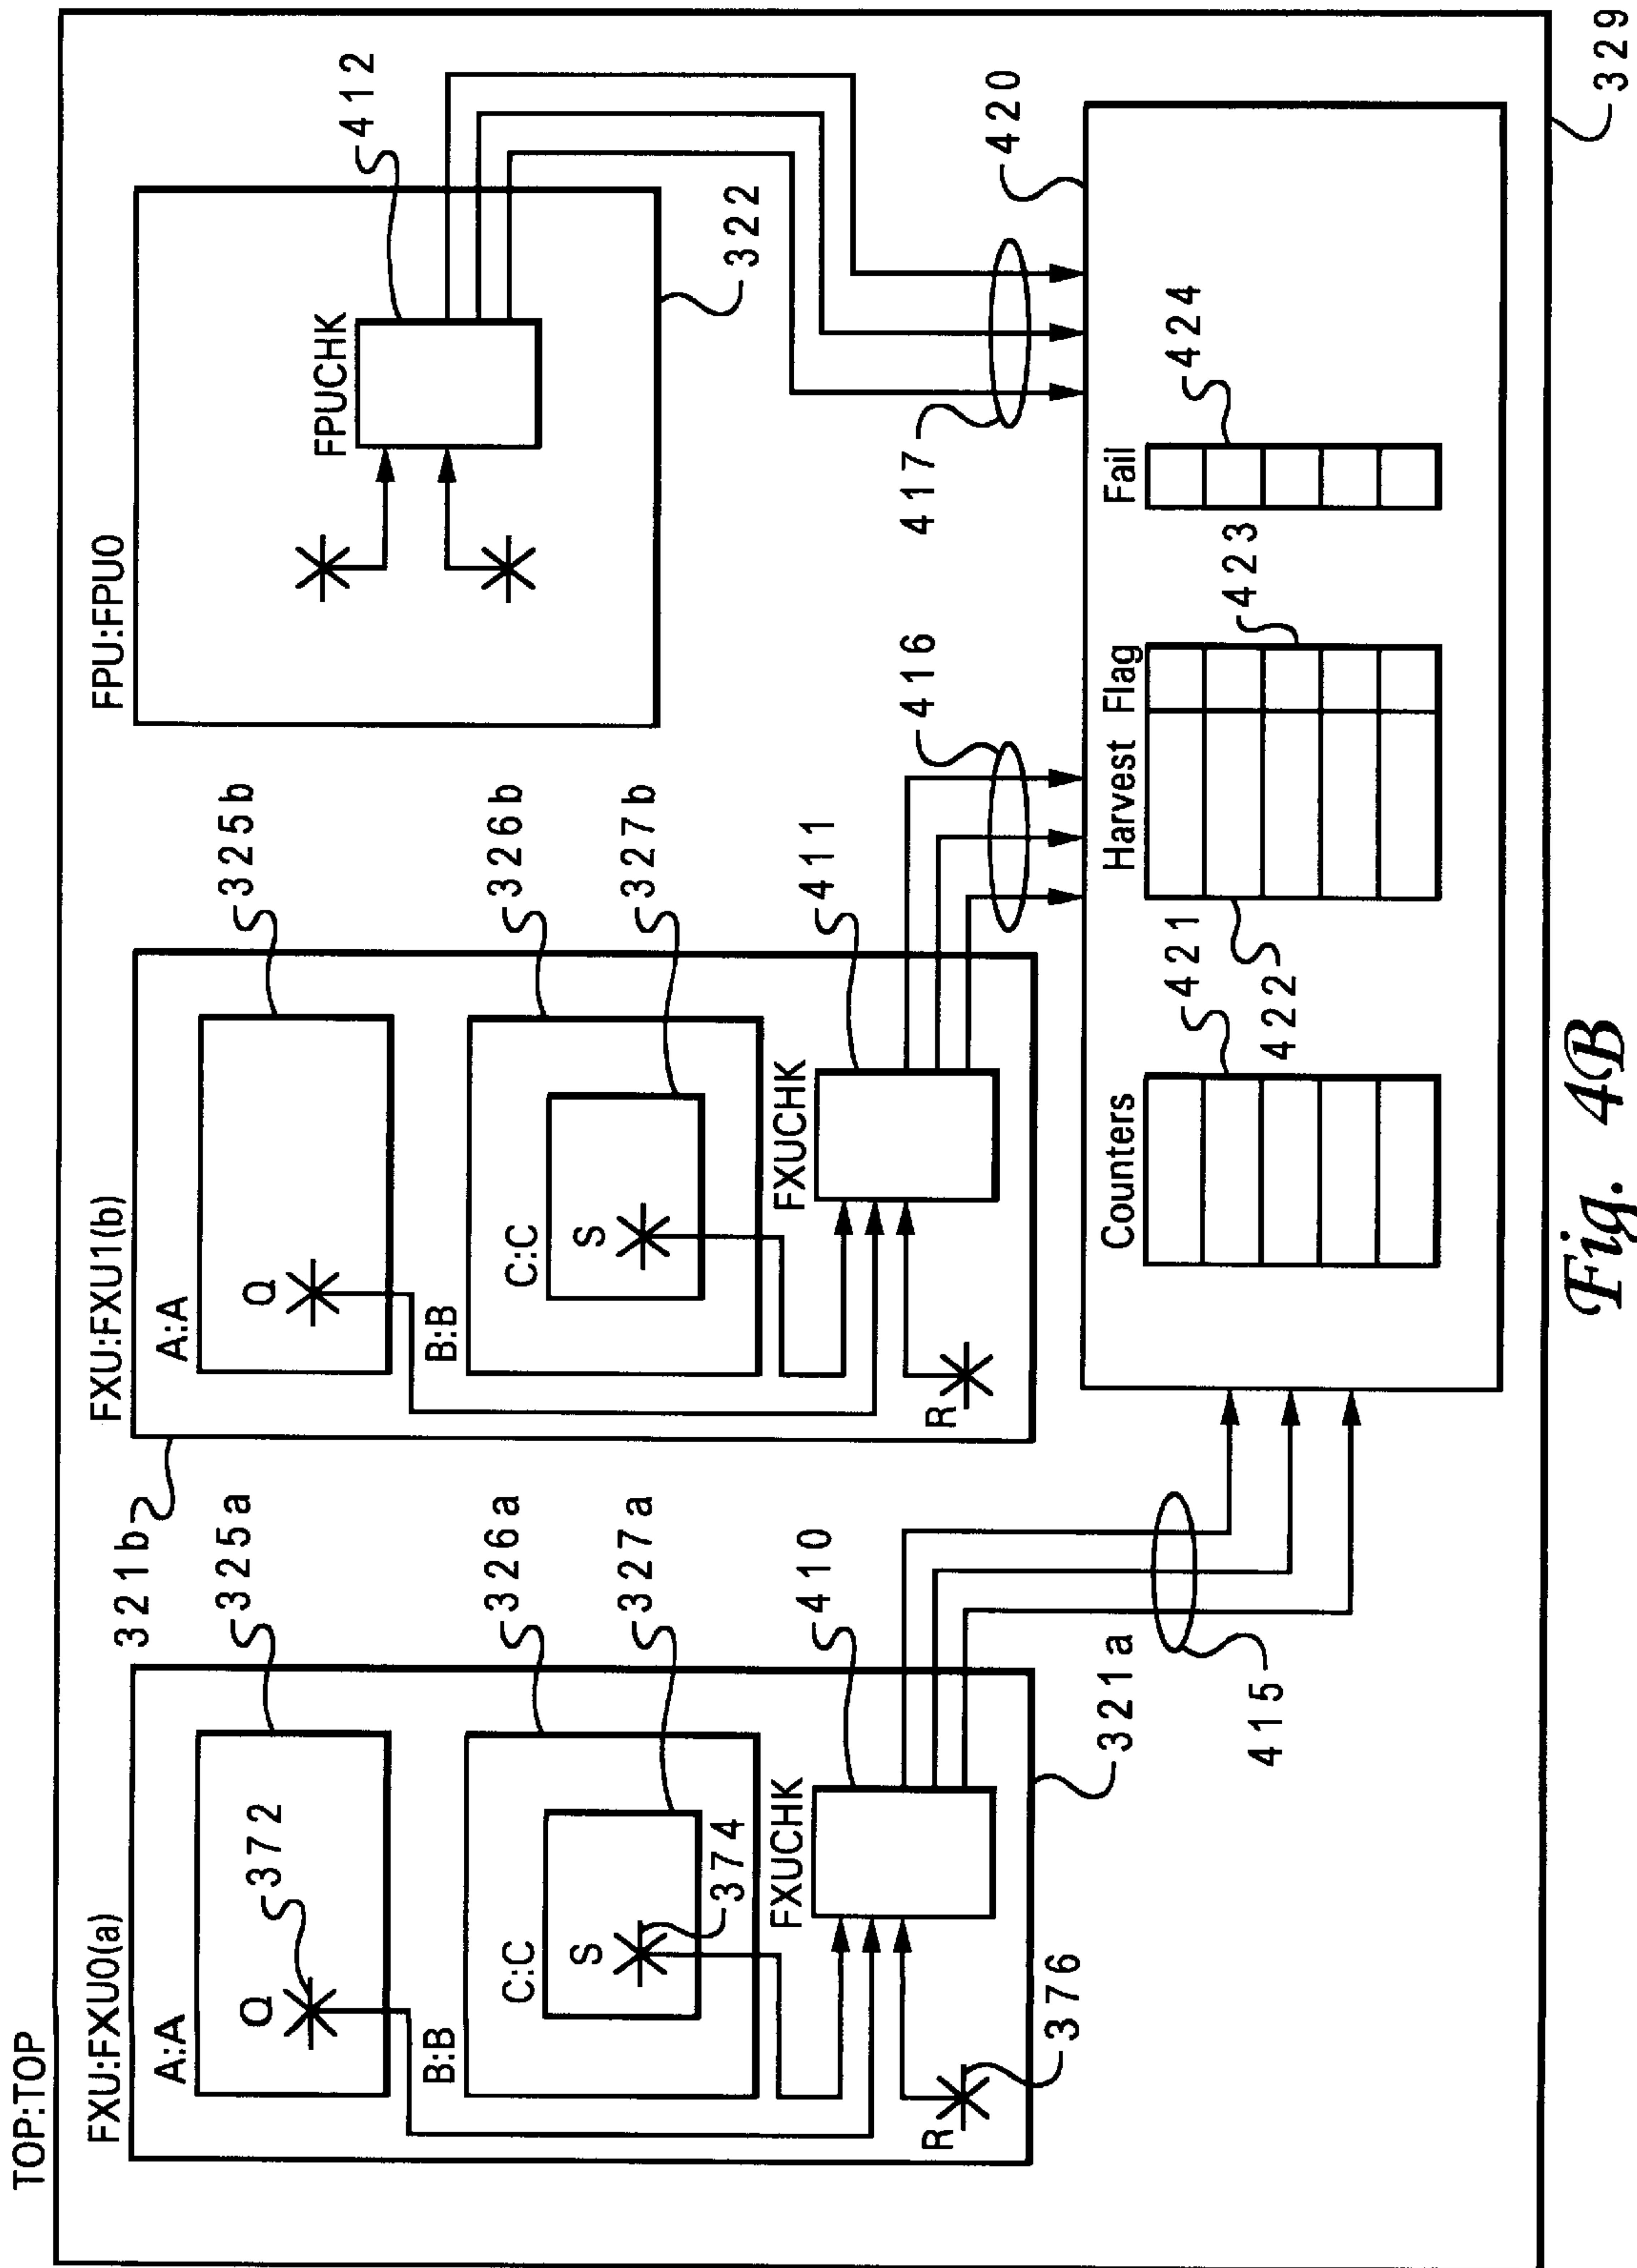 TOP:TOP
FXU:FXU0(a)
A:A
Q
372
325a
B:B
C:C
S
374
326a
327a
FXUCHK
410
R
376
321a
415
321b
FXU:FXU1(b)
A:A
Q
325b
B:B
C:C
S
326b
327b
FXUCHK
411
R
416
FPU:FPU0
FPUCHK
412
322
417
420
Counters
421
Harvest Flag
422
423
Fail
424
329
Fig. 4B